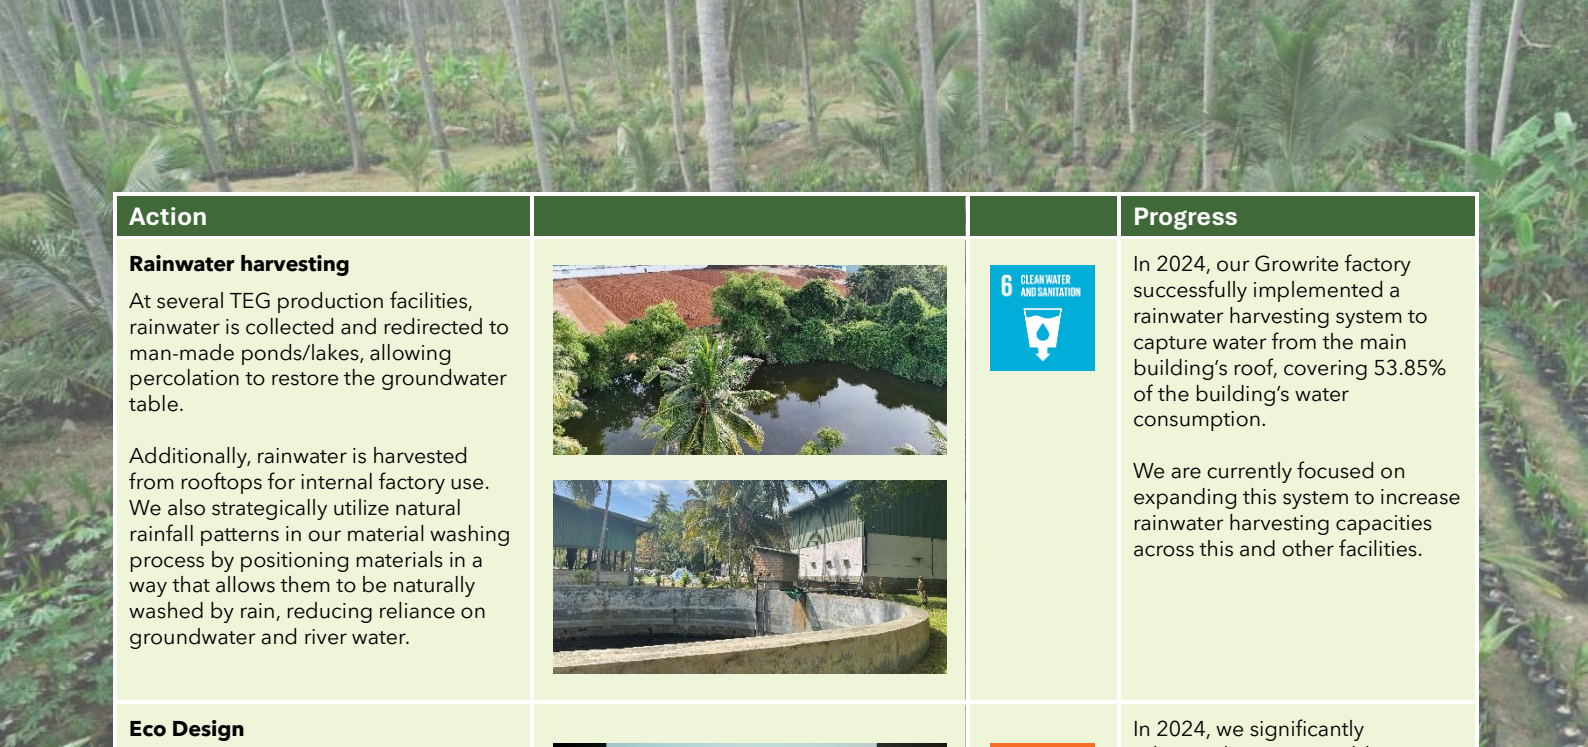 Action
Progress
Rainwater harvesting
At several TEG production facilities,
rainwater is collected and redirected to
man-made ponds/lakes, allowing
percolation to restore the groundwater
table.
Additionally, rainwater is harvested
from rooftops for internal factory use.
We also strategically utilize natural
rainfall patterns in our material washing
process by positioning materials in a
way that allows them to be naturally
washed by rain, reducing reliance on
groundwater and river water.
6 CLEAN WATER
AND SANITATION
In 2024, our Growrite factory
successfully implemented a
rainwater harvesting system to
capture water from the main
building’s roof, covering 53.85%
of the building’s water
consumption.
We are currently focused on
expanding this system to increase
rainwater harvesting capacities
across this and other facilities.
Eco Design
In 2024, we significantly